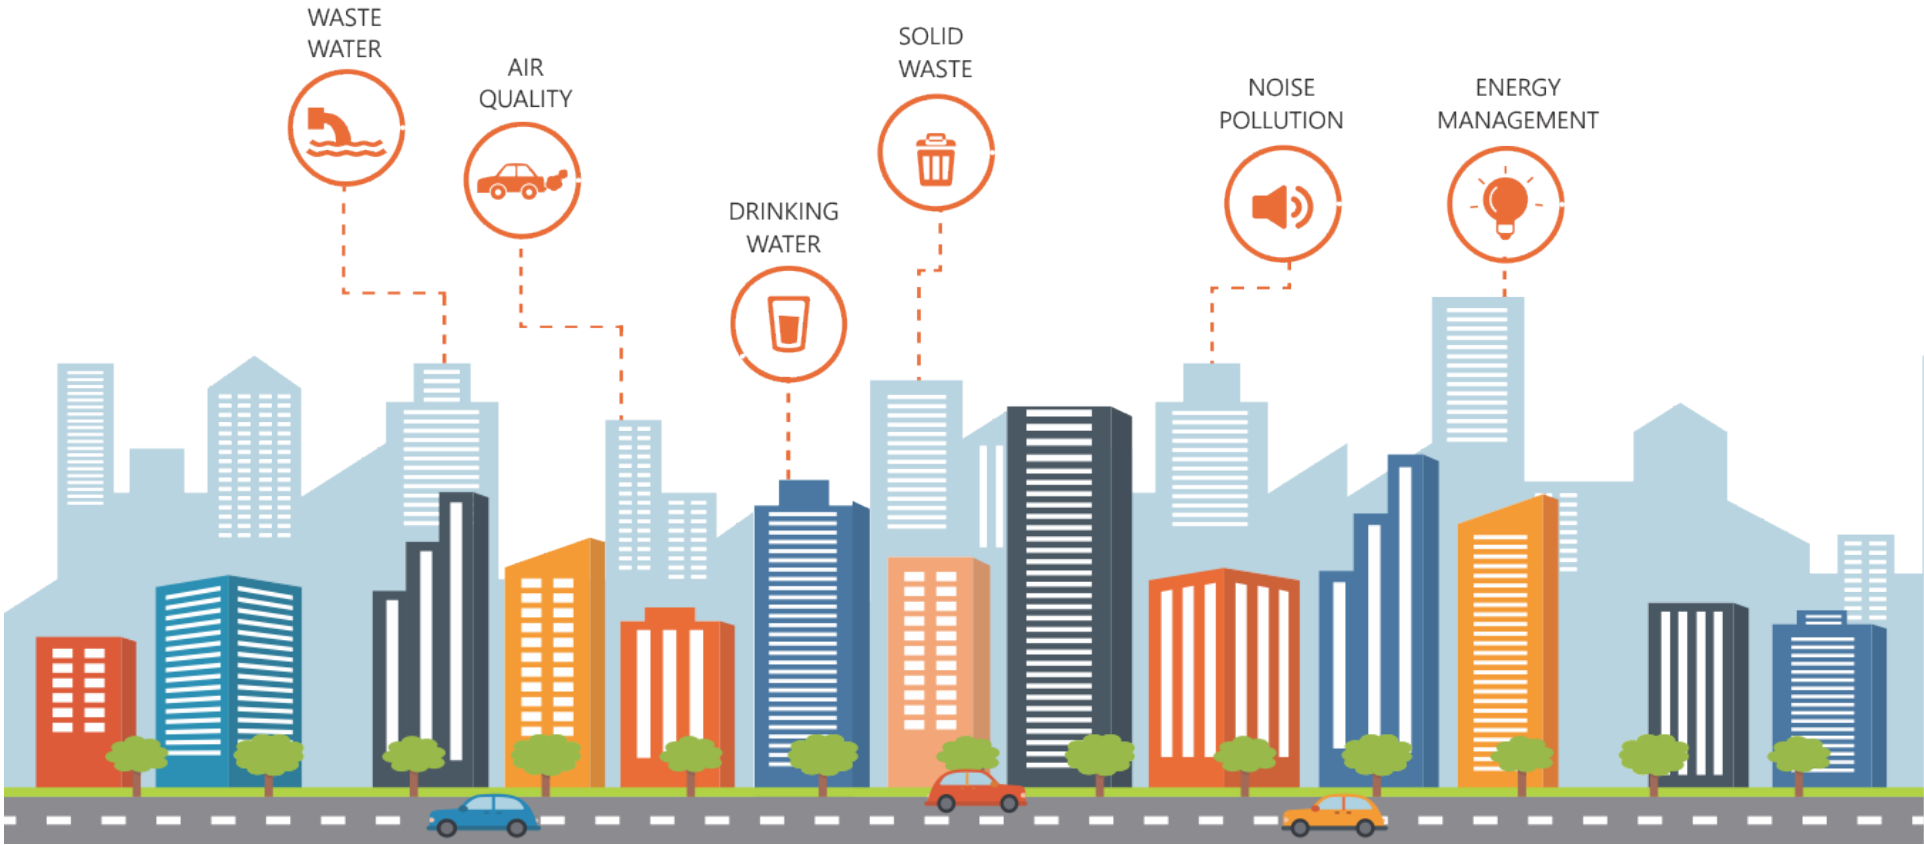 WASTE
WATER
AIR
QUALITY
DRINKING
WATER
SOLID
WASTE
NOISE
POLLUTION
ENERGY
MANAGEMENT